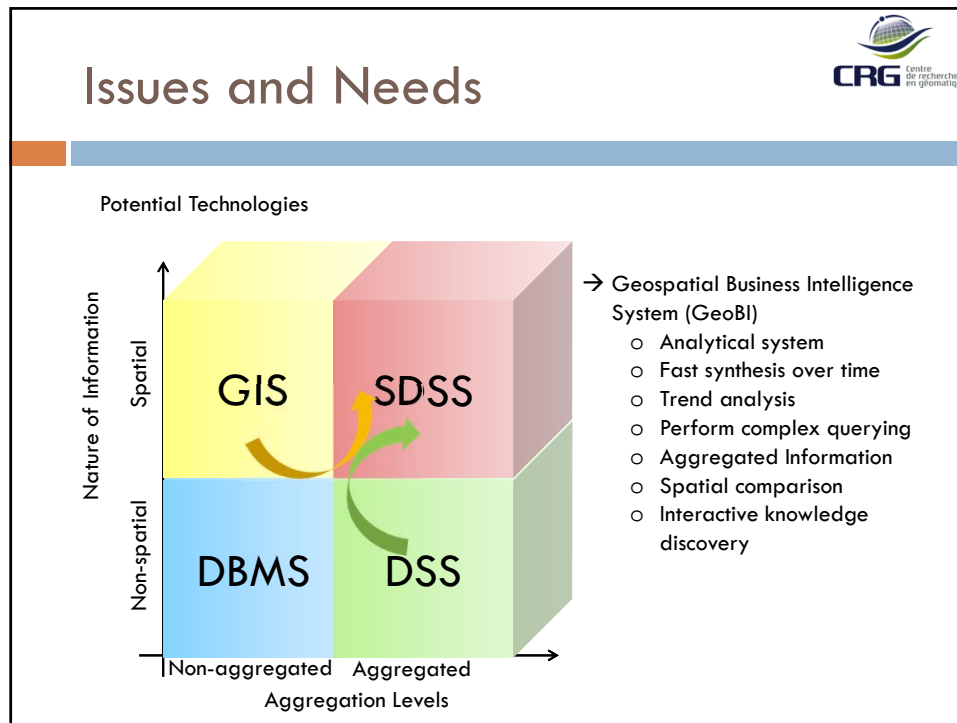 Issues and Needs
CRG
Centre
de recherche
en géomatiq
Potential Technologies
Nature of Information
Spatial
Non-spatial
GIS
SDSS
DBMS
DSS
Non-aggregated
Aggregated
Aggregation Levels
→ Geospatial Business Intelligence
System (GeoBI)
o Analytical system
o Fast synthesis over time
o Trend analysis
o Perform complex querying
o Aggregated Information
o Spatial comparison
o Interactive knowledge
discovery